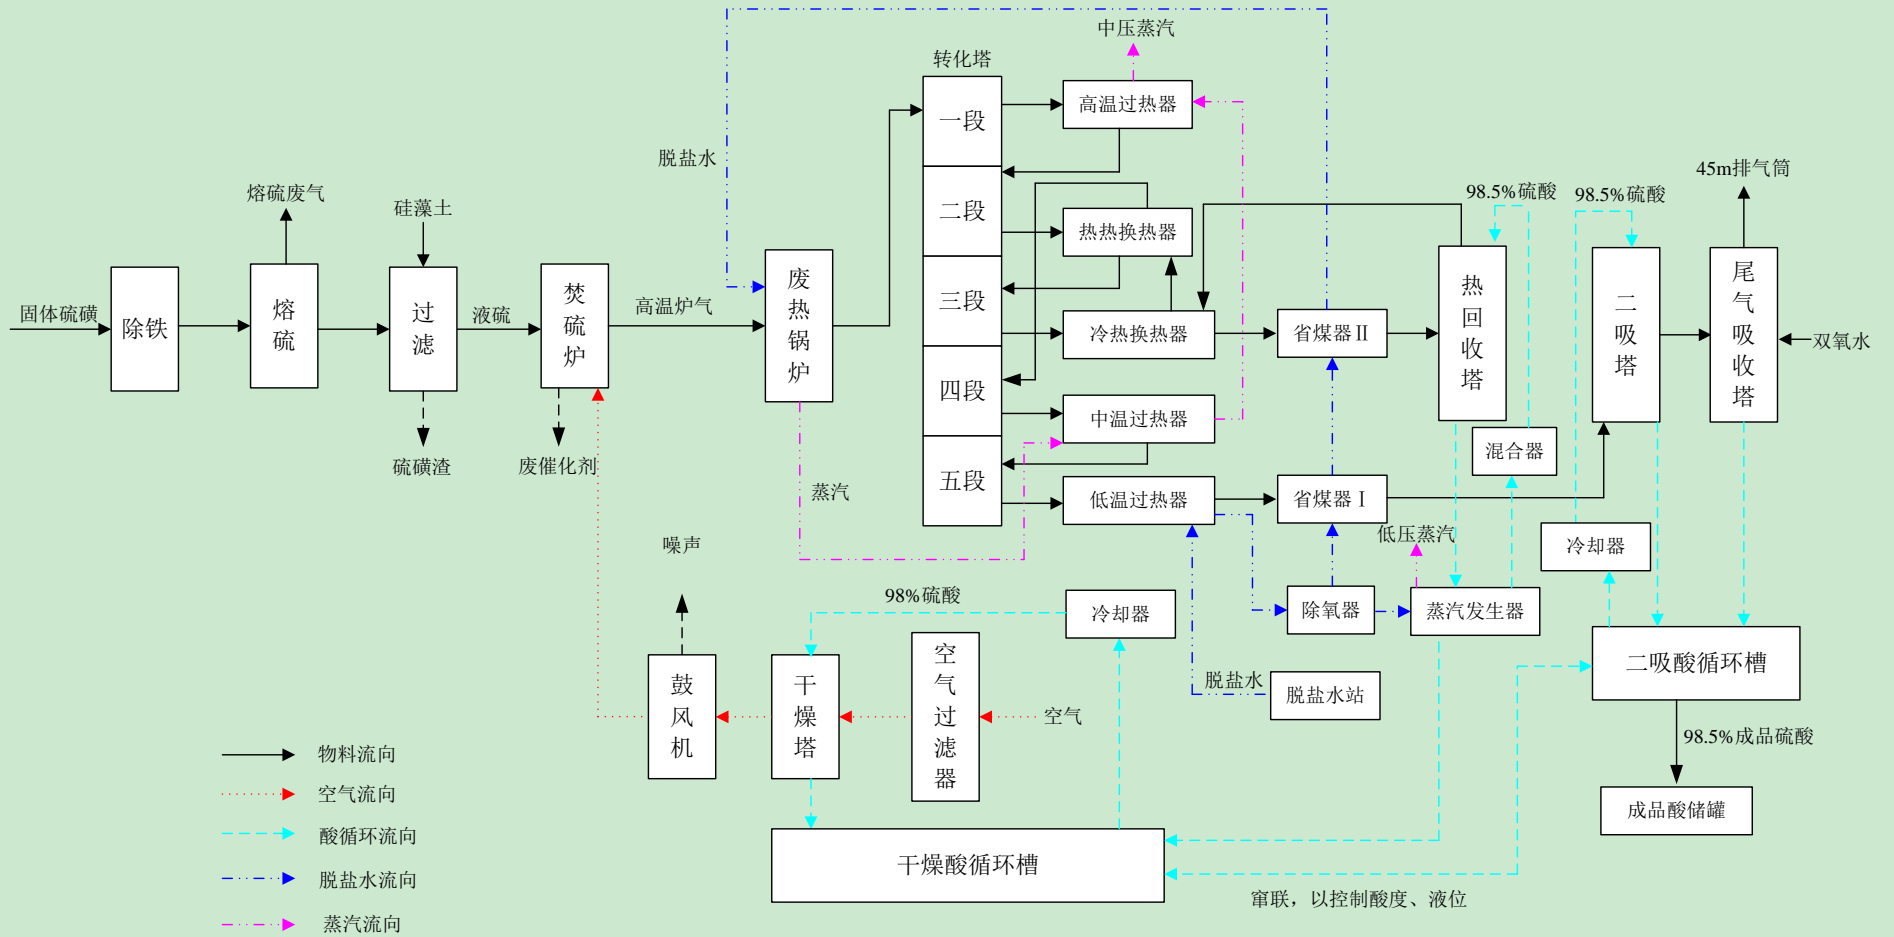 中压蒸汽
转化塔
一段
高温过热器
脱盐水
45m排气筒
熔硫废气
硅藻土
98.5%硫酸
98.5%硫酸
二段
热热换热器
固体硫磺
除铁
熔硫
过滤
液硫
焚硫炉
高温炉气
废热锅炉
三段
冷热换热器
省煤器Ⅱ
热回收塔
二吸塔
尾气吸收塔
双氧水
四段
中温过热器
混合器
硫磺渣
废催化剂
蒸汽
五段
低温过热器
省煤器Ⅰ
低压蒸汽
冷却器
噪声
98%硫酸
冷却器
除氧器
蒸汽发生器
二吸酸循环槽
鼓风机
干燥塔
空气过滤器
空气
脱盐水
脱盐水站
98.5%成品硫酸
成品酸储罐
物料流向
空气流向
酸循环流向
脱盐水流向
蒸汽流向
干燥酸循环槽
窜联，以控制酸度、液位